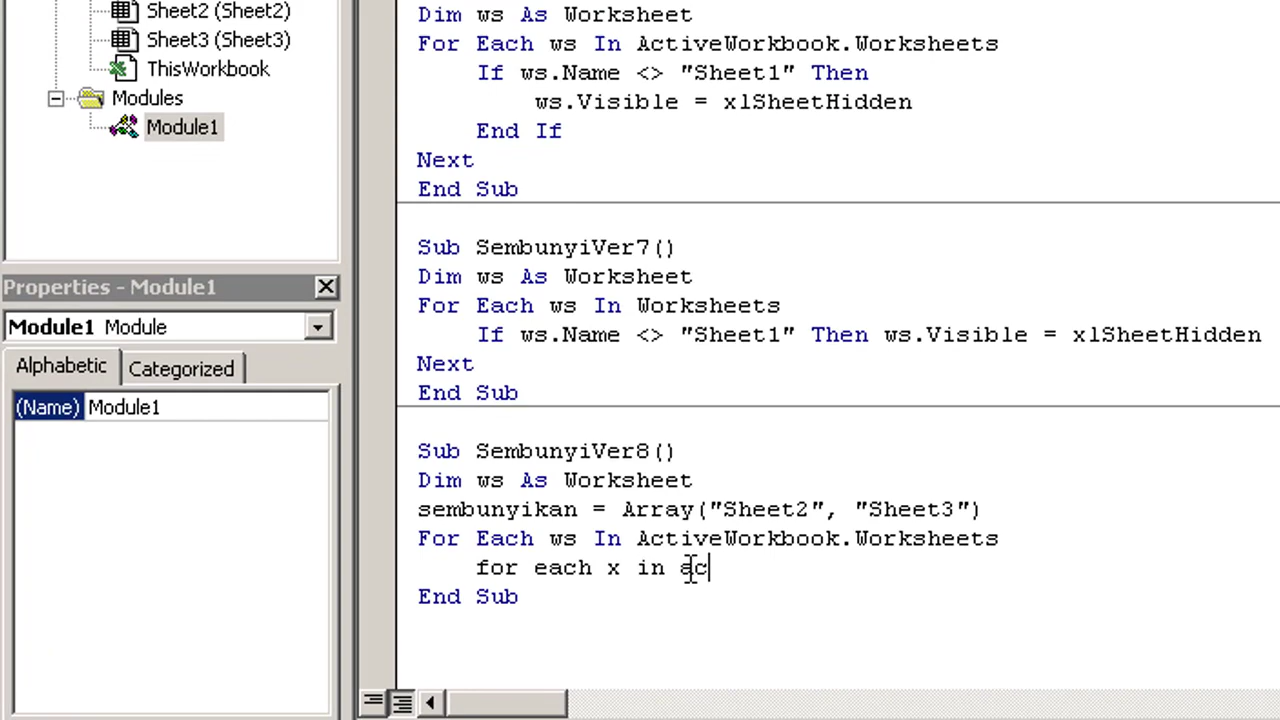 Sheet2 (Sheet2)
Sheet3 (Sheet3)
ThisWorkbook
Modules
Module1
Properties - Module1
Module1 Module
Alphabetic
Categorized
(Name) Module1
Dim ws As Worksheet
For Each ws In ActiveWorkbook.Worksheets
    If ws.Name <> "Sheet1" Then
        ws.Visible = xlSheetHidden
    End If
Next
End Sub
Sub SembunyiVer7()
Dim ws As Worksheet
For Each ws In Worksheets
    If ws.Name <> "Sheet1" Then ws.Visible = xlSheetHidden
Next
End Sub
Sub SembunyiVer8()
Dim ws As Worksheet
sembunyikan = Array("Sheet2", "Sheet3")
For Each ws In ActiveWorkbook.Worksheets
    for each x in ac
End Sub